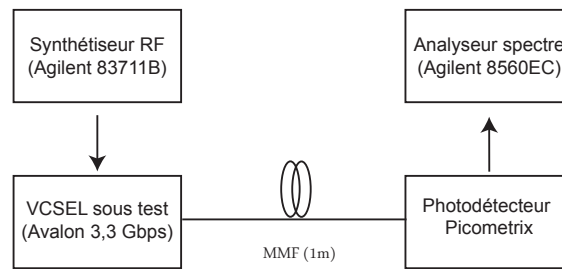 Synthétiseur RF
(Agilent 83711B)
Analyseur spectre
(Agilent 8560EC)
VCSEL sous test
(Avalon 3,3 Gbps)
MMF (1m)
Photodétecteur
Picometrix